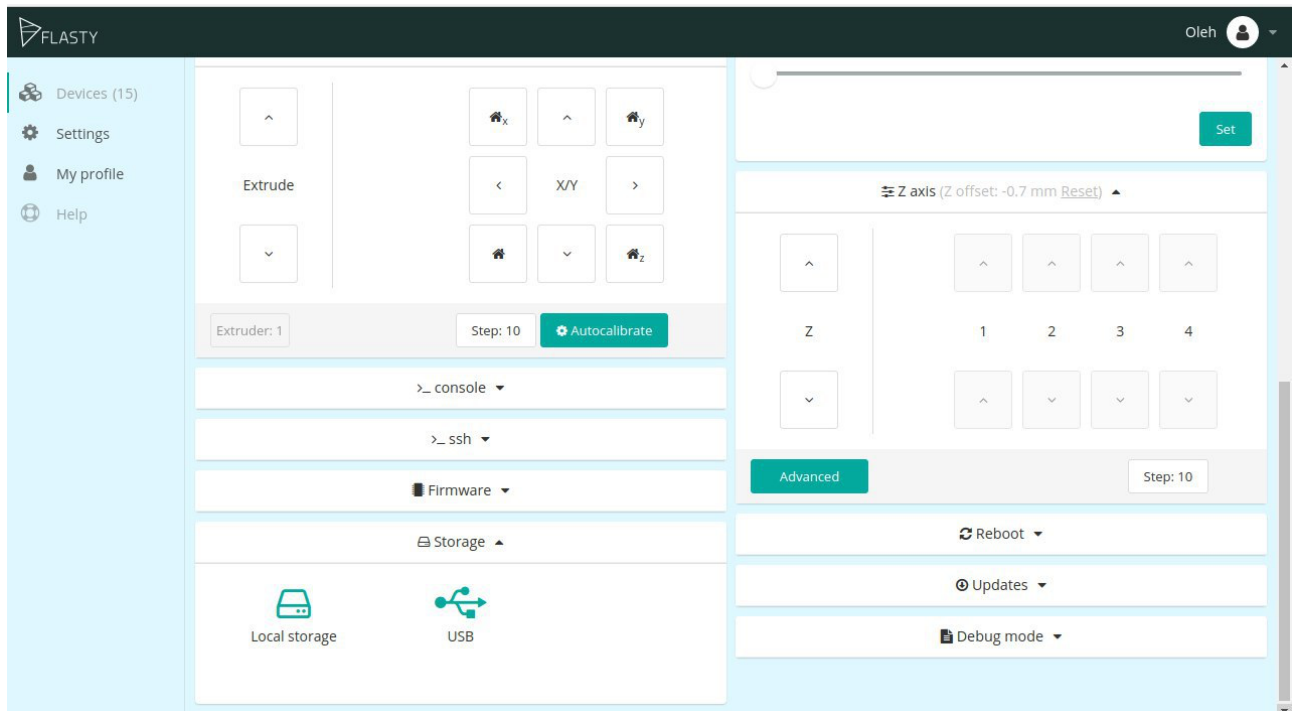 FLASTY
Oleh
Devices (15)
Settings
My profile
Help
x
y
Extrude
X/Y
z
Extruder: 1
Step: 10
Autocalibrate
>_ console
>_ ssh
Firmware
Storage
Local storage
USB
Set
Z axis (Z offset: -0.7 mm Reset)
Z 1 2 3 4
Advanced
Step: 10
Reboot
Updates
Debug mode